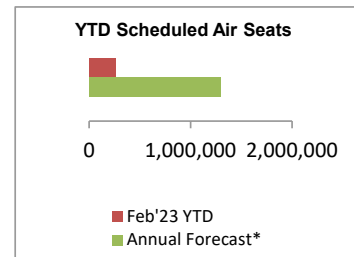 YTD Scheduled Air Seats
0 1,000,000 2,000,000
Feb'23 YTD
Annual Forecast*